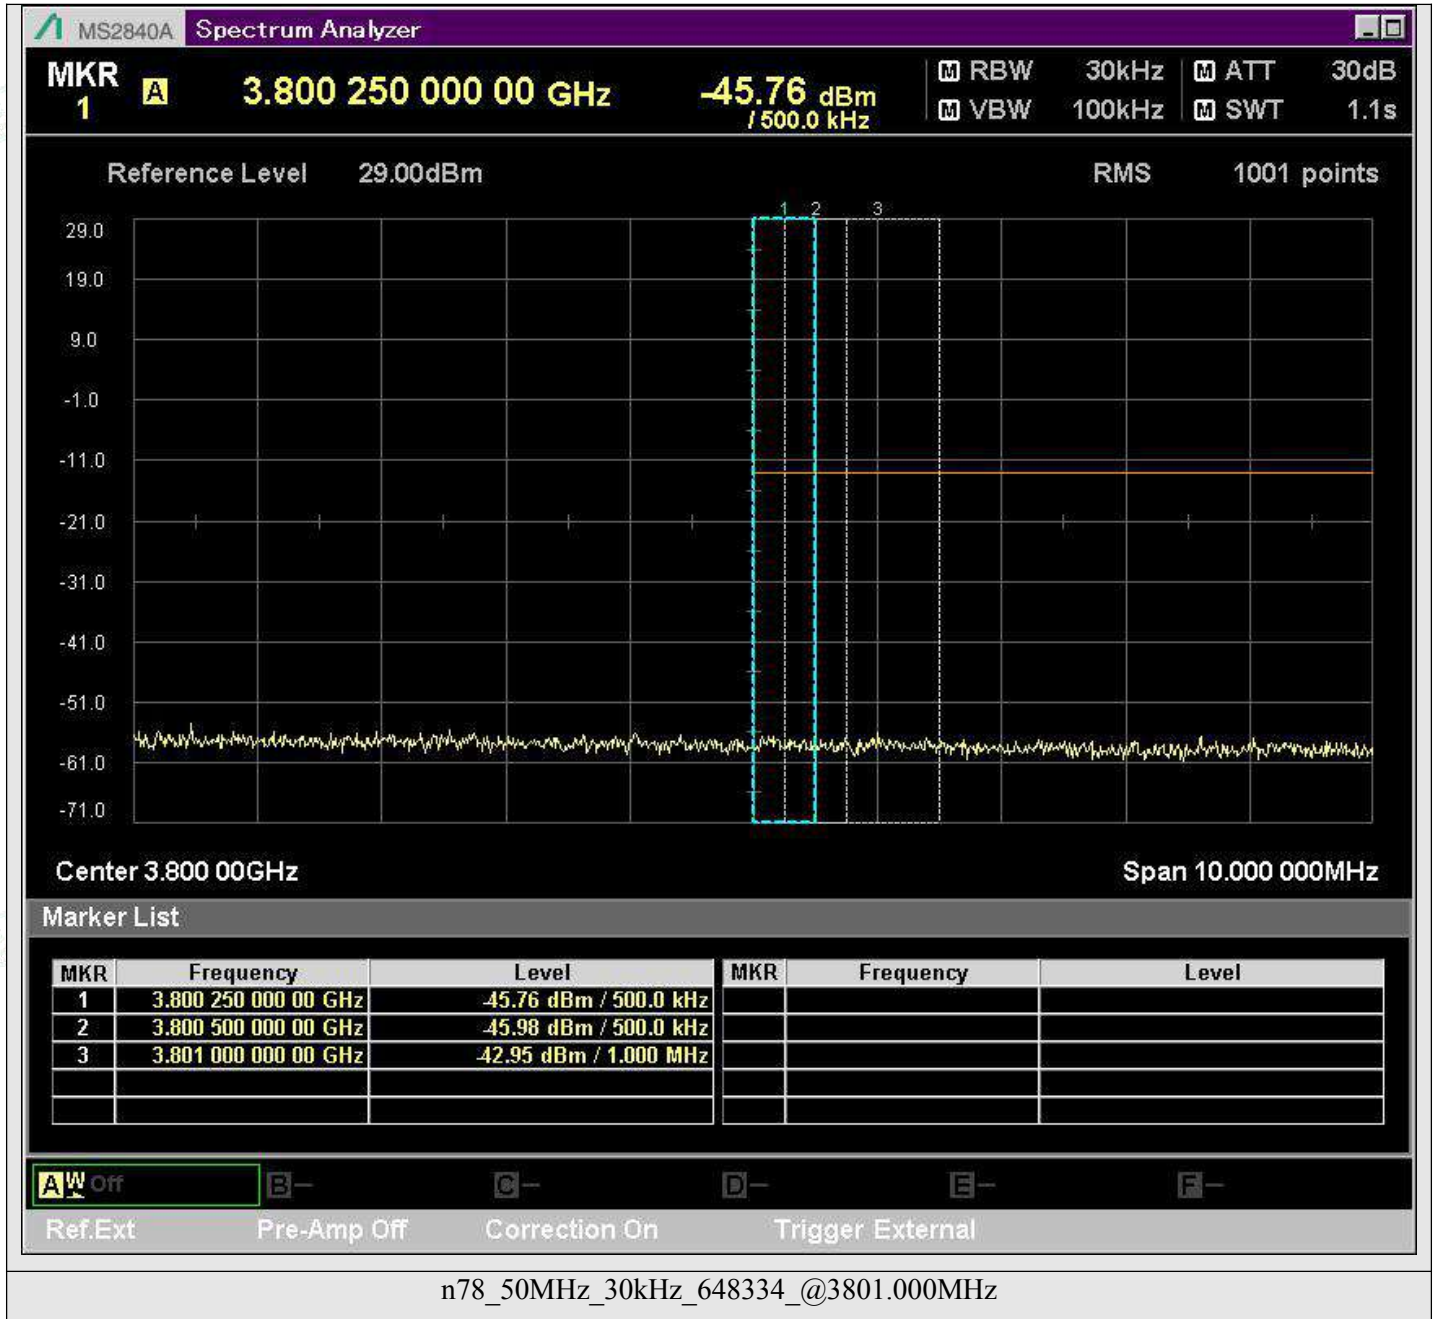 MS2840A Spectrum Analyzer
MKR 1 A 3.800 250 000 00 GHz -45.76 dBm / 500.0 kHz
M RBW 30kHz M ATT 30dB
M VBW 100kHz M SWT 1.1s
Reference Level 29.00dBm RMS 1001 points
1 2 3
29.0
19.0
9.0
-1.0
-11.0
-21.0
-31.0
-41.0
-51.0
-61.0
-71.0
Center 3.800 00GHz Span 10.000 000MHz
Marker List
MKR Frequency Level MKR Frequency Level
1 3.800 250 000 00 GHz -45.76 dBm / 500.0 kHz
2 3.800 500 000 00 GHz -45.98 dBm / 500.0 kHz
3 3.801 000 000 00 GHz -42.95 dBm / 1.000 MHz
A W Off B- C- D- E- F-
Ref.Ext Pre-Amp Off Correction On Trigger External
n78_50MHz_30kHz_648334_@3801.000MHz